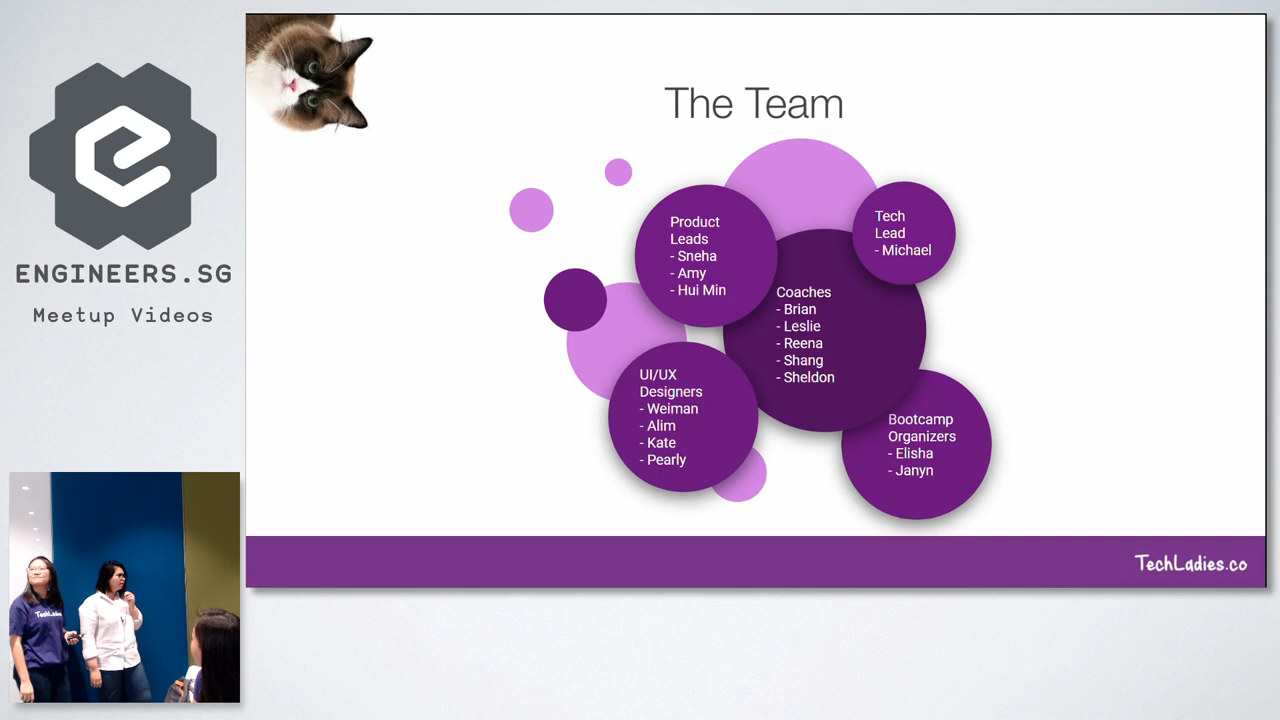 ENGINEERS.SG
Meetup Videos
The Team
Product
Leads
- Sneha
- Amy
- Hui Min
Tech
Lead
- Michael
Coaches
- Brian
- Leslie
- Reena
- Shang
- Sheldon
UI/UX
Designers
- Weiman
- Alim
- Kate
- Pearly
Bootcamp
Organizers
- Elisha
- Janyn
TechLadies.co
TechLadies